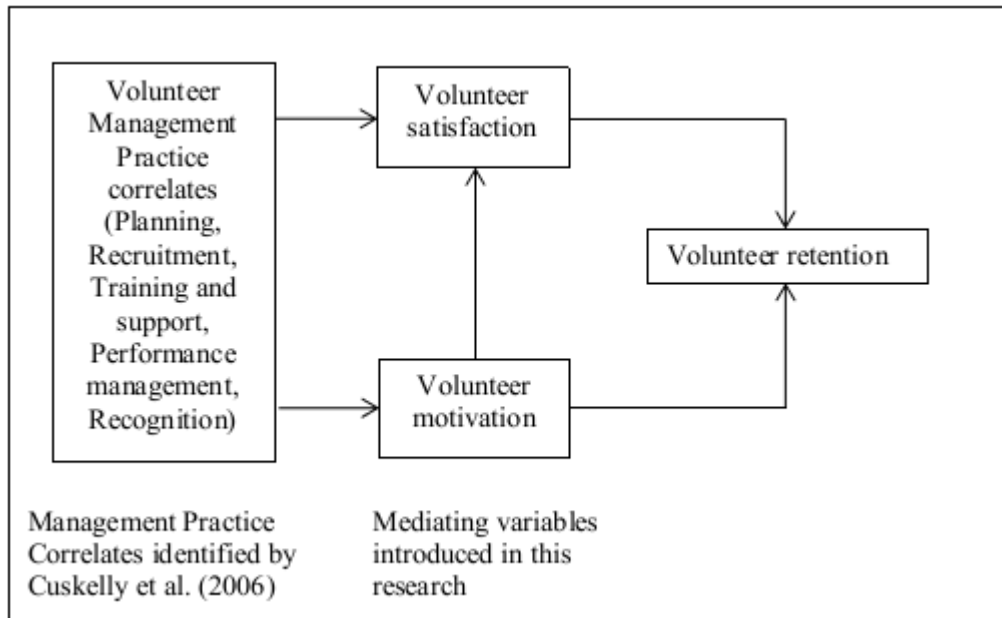 Volunteer
Management
Practice
correlates
(Planning,
Recruitment,
Training and
support,
Performance
management,
Recognition)
Volunteer
satisfaction
Volunteer
motivation
Volunteer retention
Management Practice
Correlates identified by
Cuskelly et al. (2006)
Mediating variables
introduced in this
research